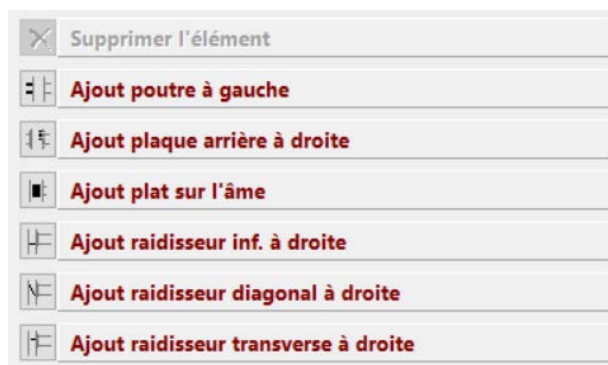 Supprimer l'élément
Ajout poutre à gauche
Ajout plaque arrière à droite
Ajout plat sur l'âme
Ajout raidisseur inf. à droite
Ajout raidisseur diagonal à droite
Ajout raidisseur transverse à droite